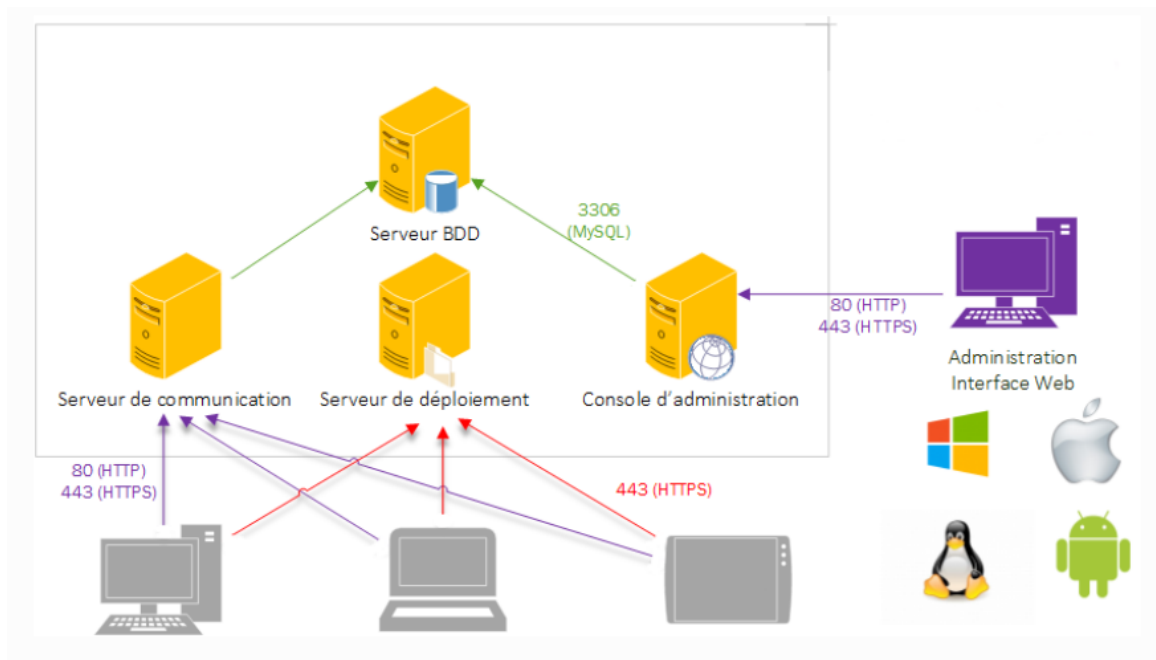 Serveur BDD
3306
(MySQL)
80 (HTTP)
443 (HTTPS)
Administration
Interface Web
Serveur de communication
Serveur de déploiement
Console d'administration
80 (HTTP)
443 (HTTPS)
443 (HTTPS)